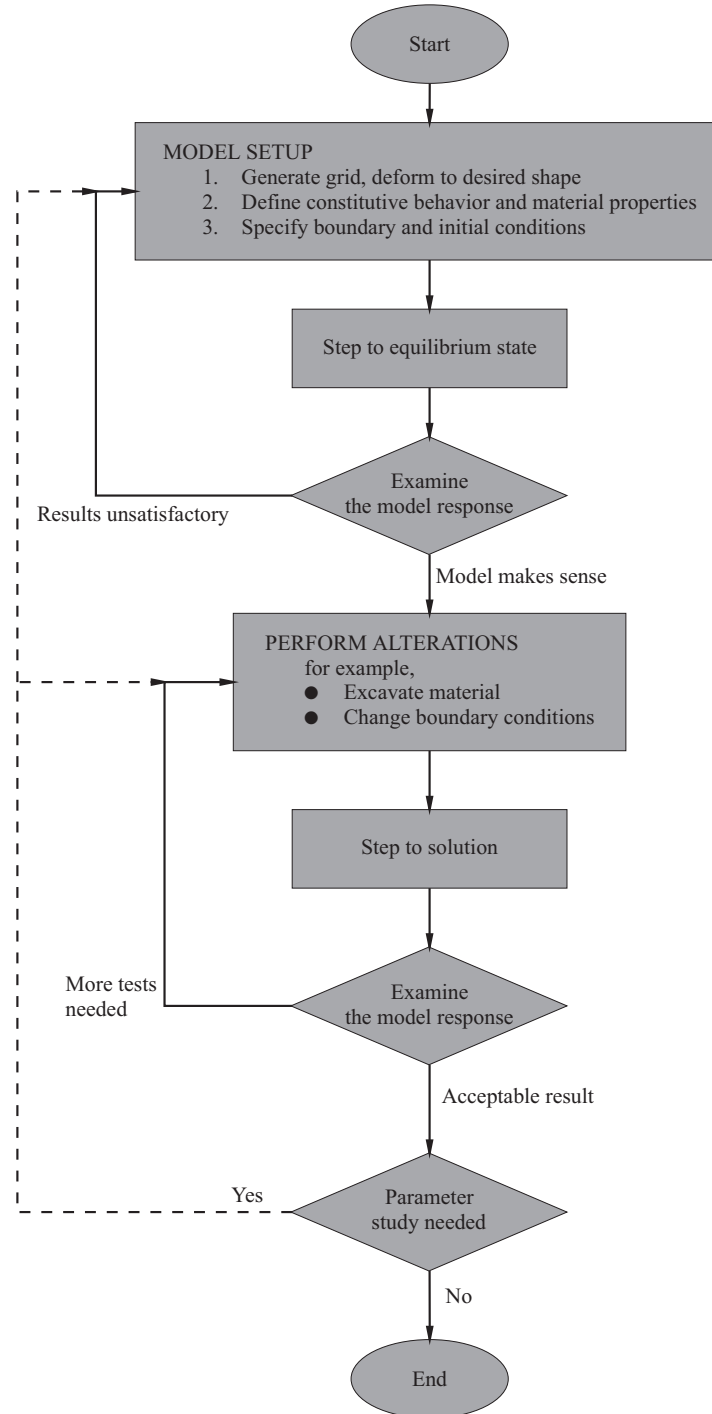 Start
MODEL SETUP
1. Generate grid, deform to desired shape
2. Define constitutive behavior and material properties
3. Specify boundary and initial conditions
Step to equilibrium state
Examine
the model response
Results unsatisfactory
Model makes sense
PERFORM ALTERATIONS
for example,
● Excavate material
● Change boundary conditions
Step to solution
More tests
needed
Examine
the model response
Acceptable result
Yes
Parameter
study needed
No
End